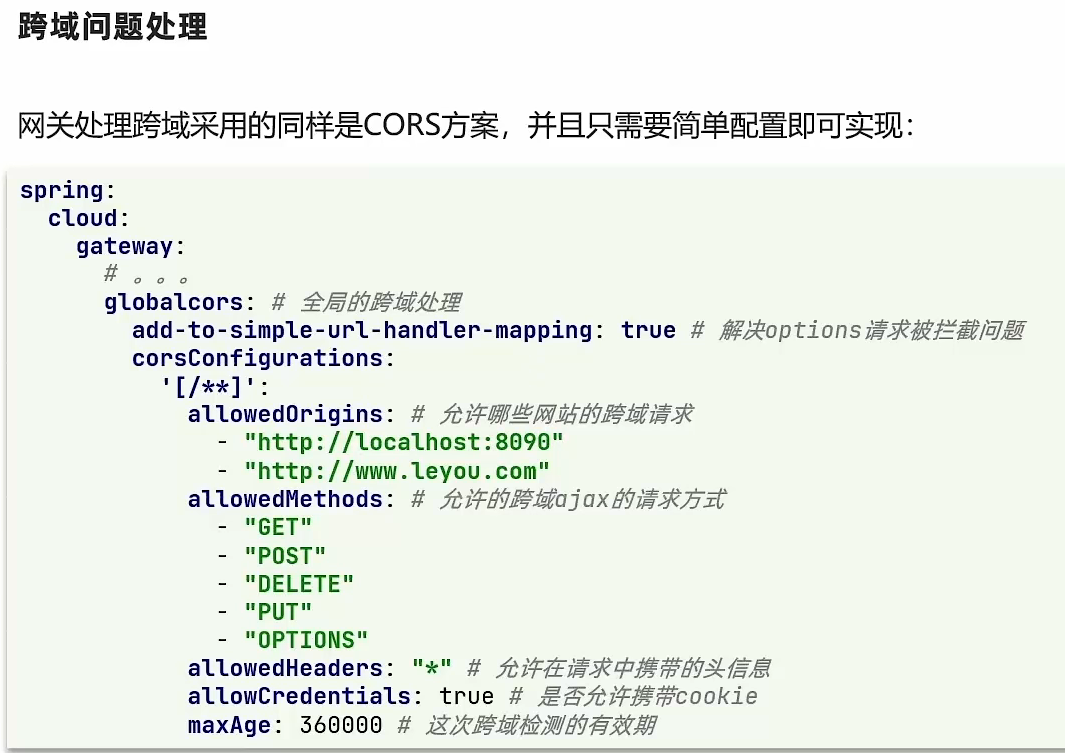 跨域问题处理
网关处理跨域采用的同样是CORS方案，并且只需要简单配置即可实现：
spring:
  cloud:
    gateway:
      # 。。。
      globalcors: # 全局的跨域处理
        add-to-simple-url-handler-mapping: true # 解决options请求被拦截问题
        corsConfigurations:
          '[/**]':
            allowedOrigins: # 允许哪些网站的跨域请求
              - "http://localhost:8090"
              - "http://www.leyou.com"
            allowedMethods: # 允许的跨域ajax的请求方式
              - "GET"
              - "POST"
              - "DELETE"
              - "PUT"
              - "OPTIONS"
            allowedHeaders: "*" # 允许在请求中携带的头信息
            allowCredentials: true # 是否允许携带cookie
            maxAge: 360000 # 这次跨域检测的有效期